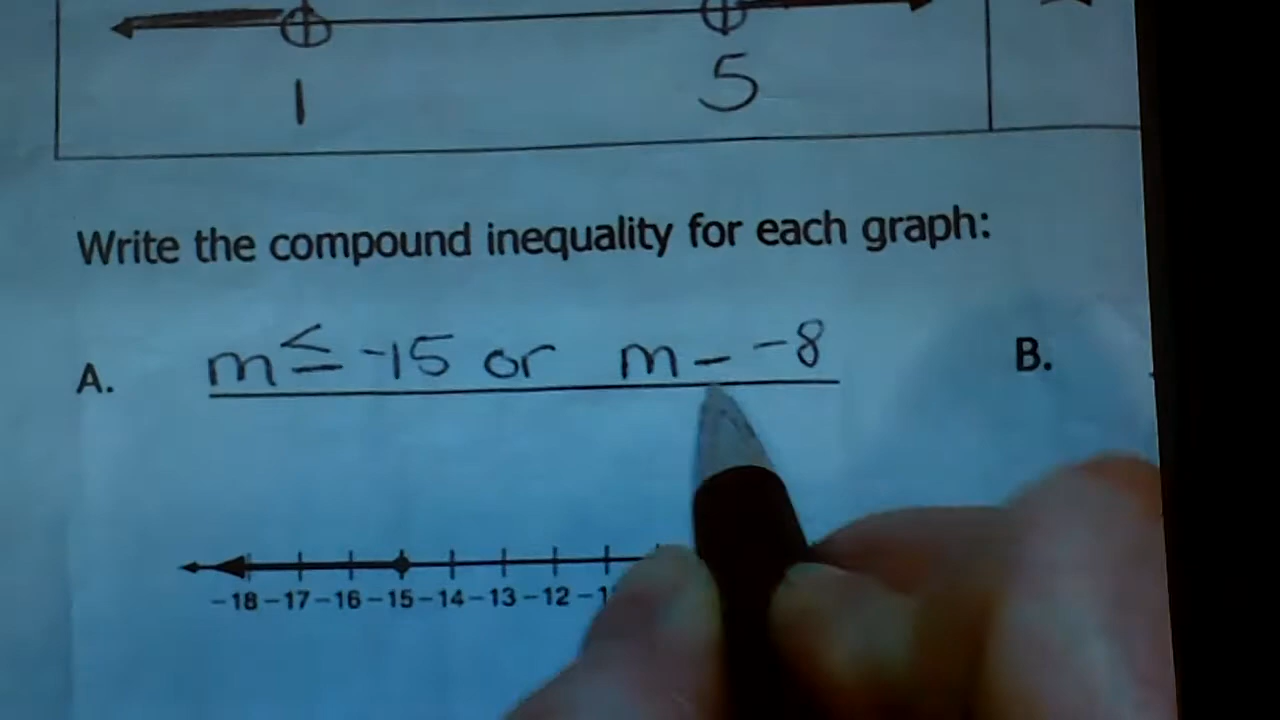 1 5
Write the compound inequality for each graph:
A. m ≤ -15 or m – -8 B.
-18 -17 -16 -15 -14 -13 -12